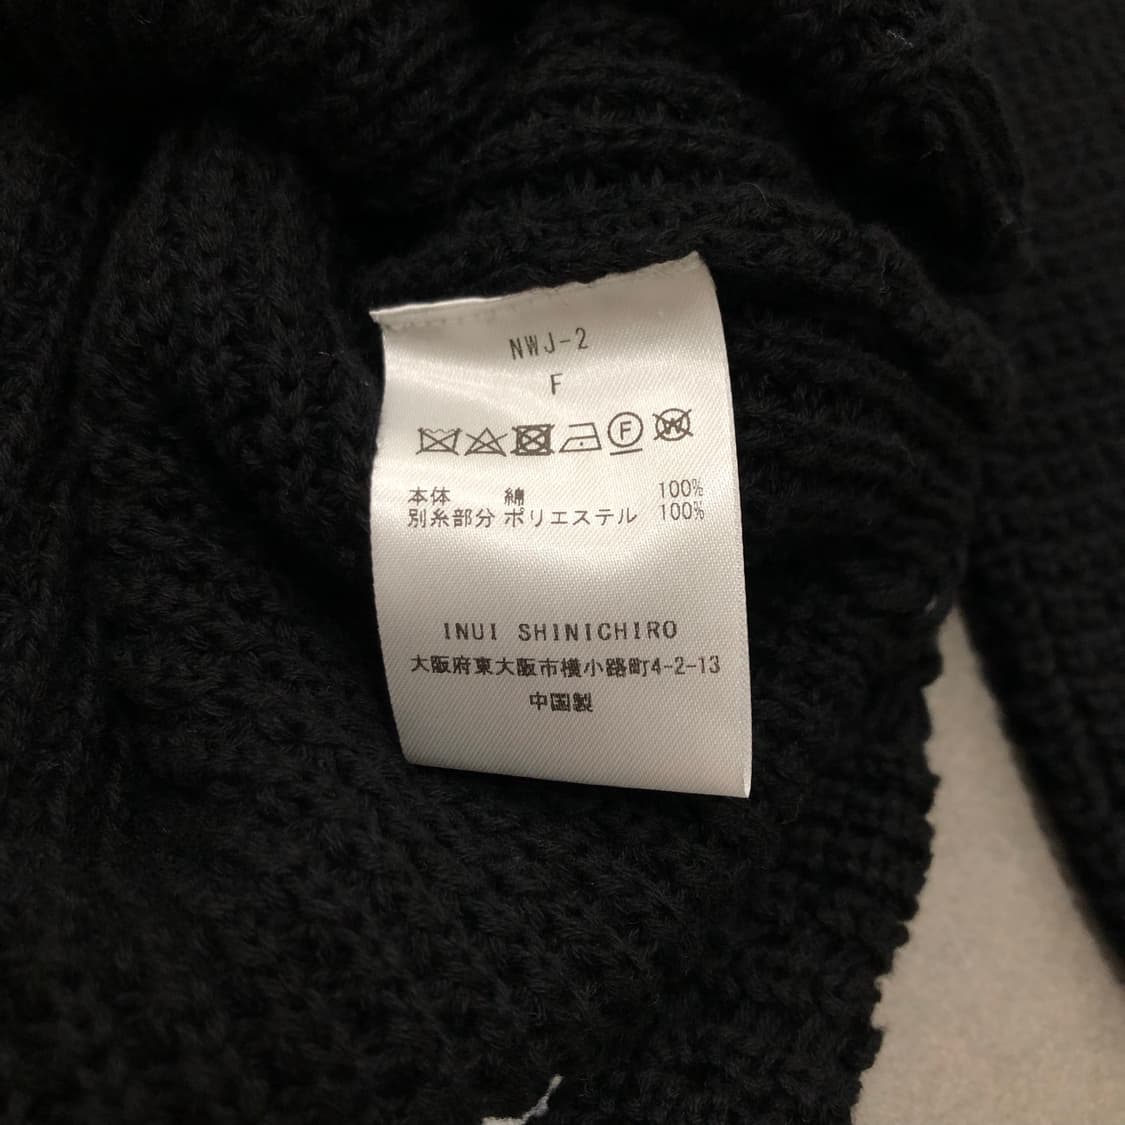 NWJ-2
F
F W
本体 綿 100%
別糸部分 ポリエステル 100%
INUI SHINICHIRO
大阪府東大阪市横小路町4-2-13
中国製